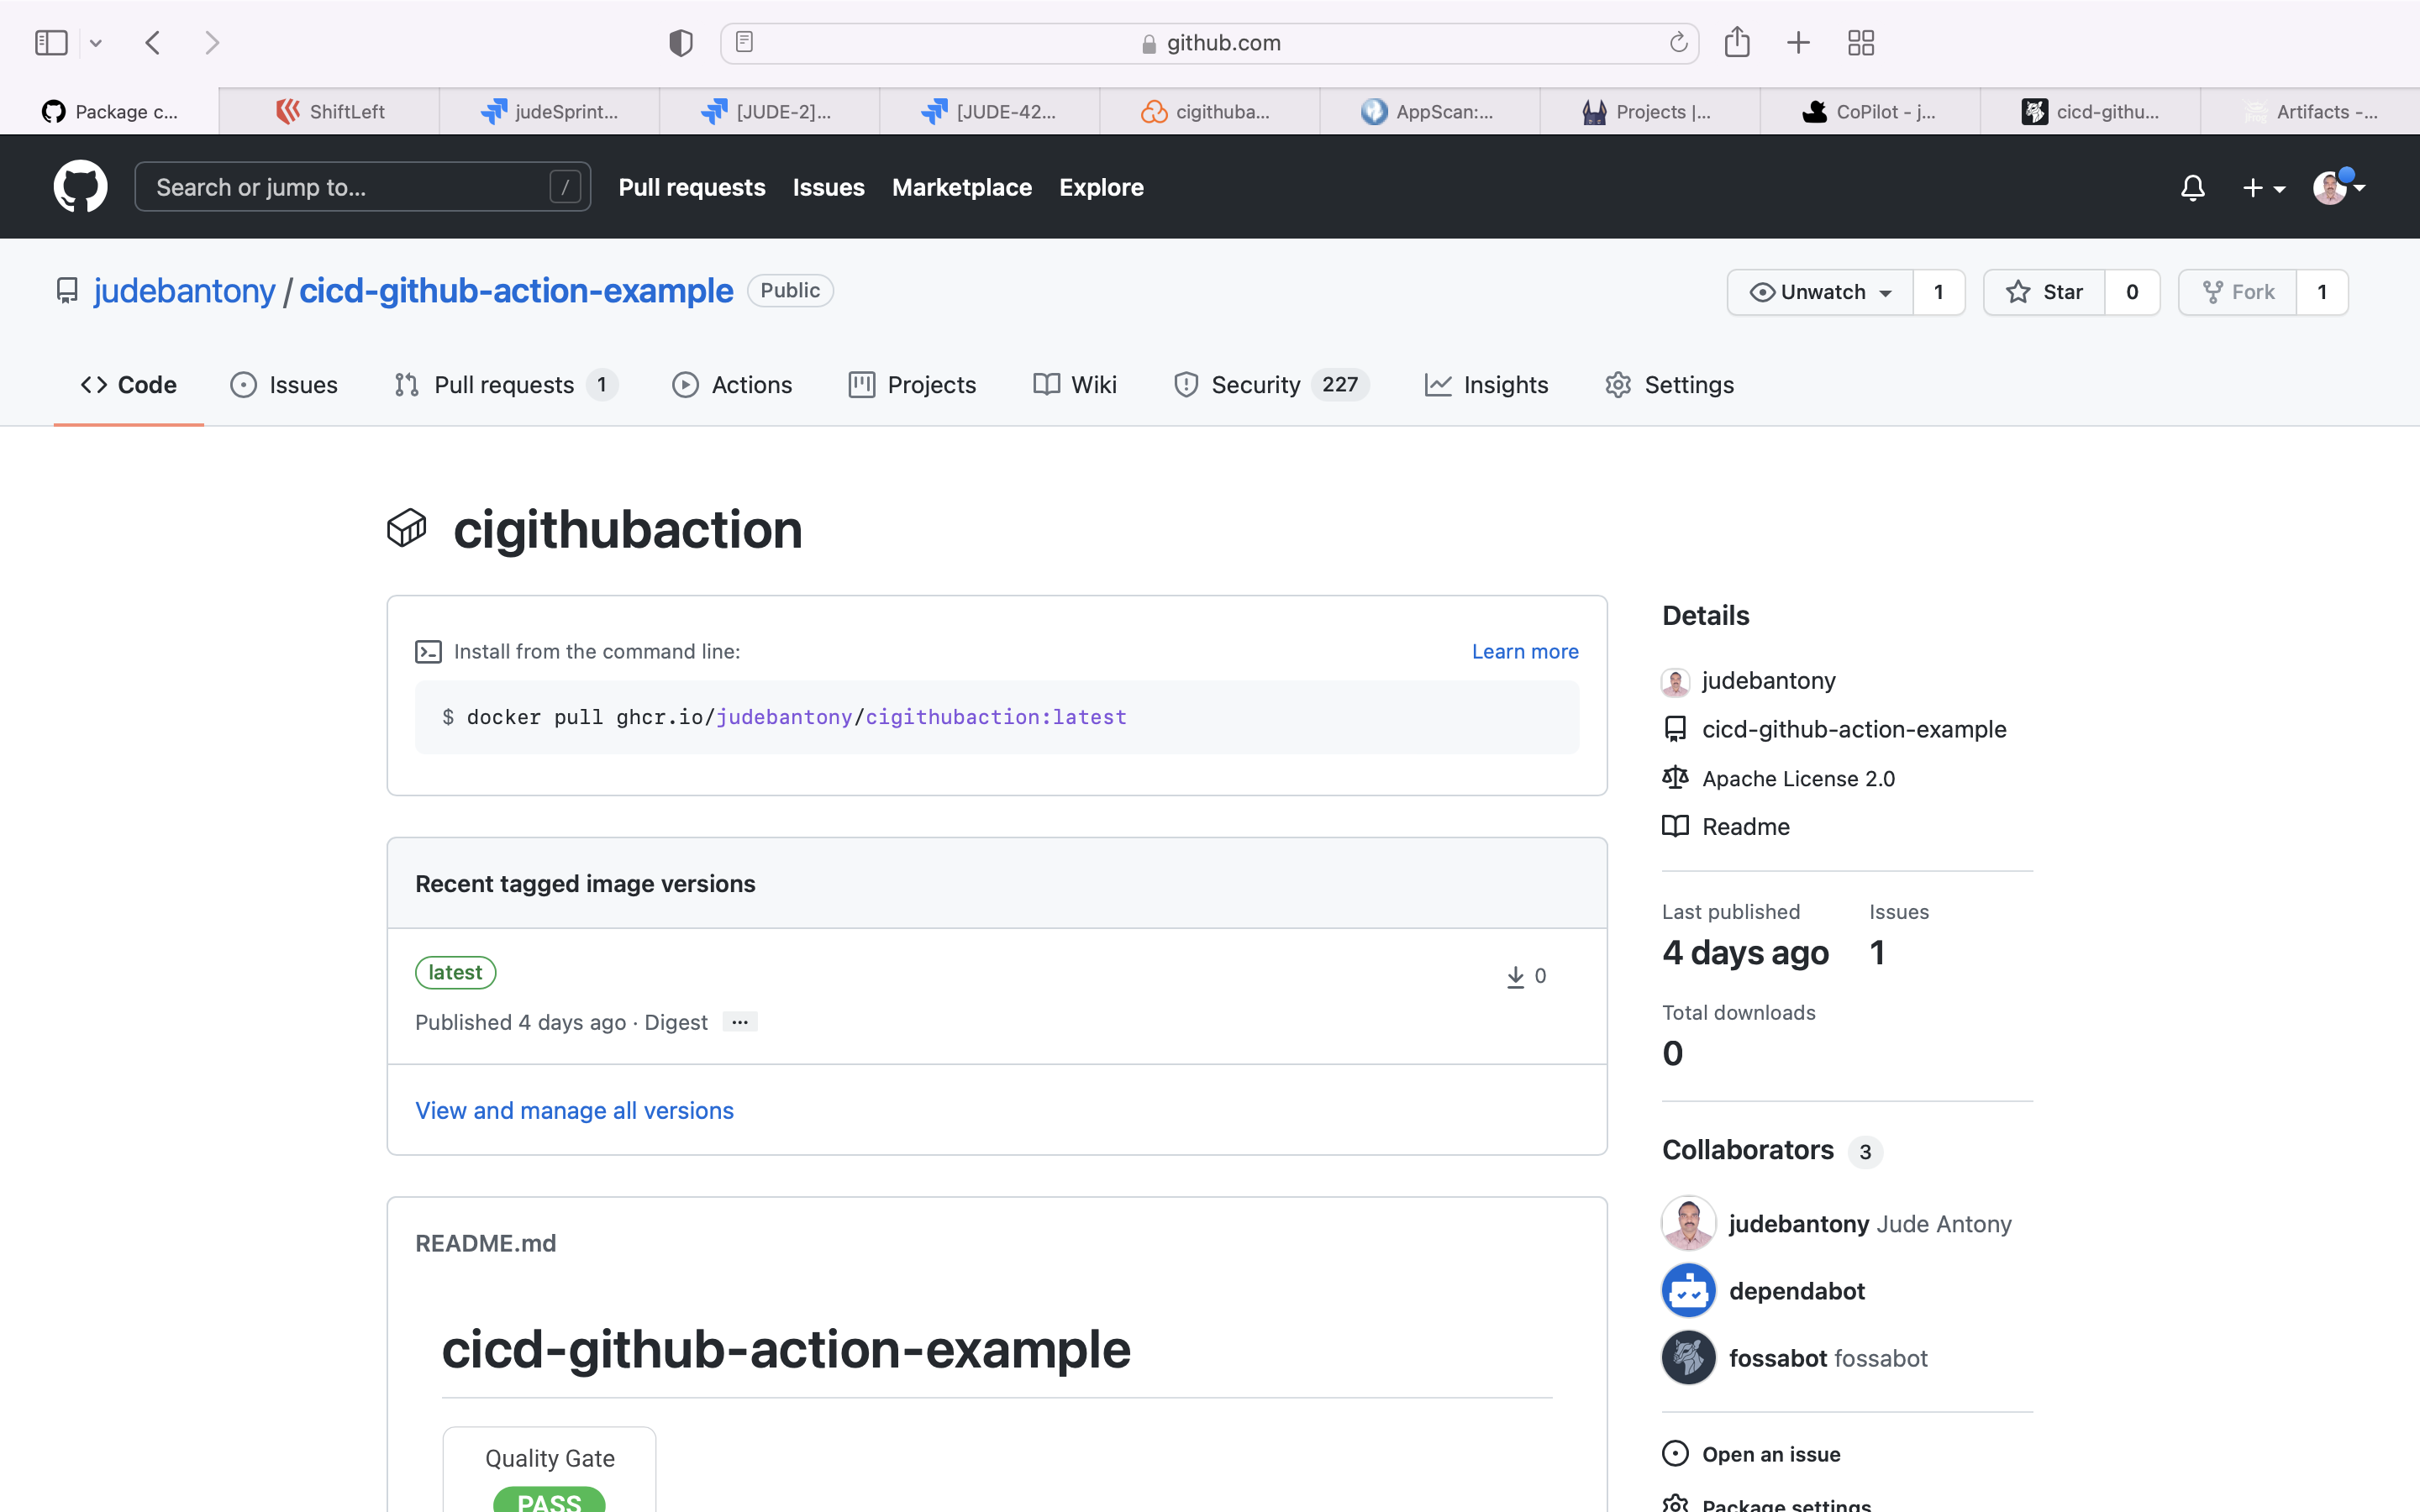 github.com
Package c...
ShiftLeft
judeSprint...
[JUDE-2]...
[JUDE-42...
cigithuba...
AppScan:...
Projects |...
CoPilot - j...
cicd-githu...
Artifacts -...
Search or jump to... /
Pull requests
Issues
Marketplace
Explore
judebantony / cicd-github-action-example Public
Unwatch 1
Star 0
Fork 1
Code
Issues
Pull requests 1
Actions
Projects
Wiki
Security 227
Insights
Settings
cigithubaction
Install from the command line:
Learn more
$ docker pull ghcr.io/judebantony/cigithubaction:latest
Recent tagged image versions
latest
0
Published 4 days ago · Digest ...
View and manage all versions
README.md
cicd-github-action-example
Quality Gate
PASS
Details
judebantony
cicd-github-action-example
Apache License 2.0
Readme
Last published
4 days ago
Issues
1
Total downloads
0
Collaborators 3
judebantony Jude Antony
dependabot
fossabot fossabot
Open an issue
Package settings